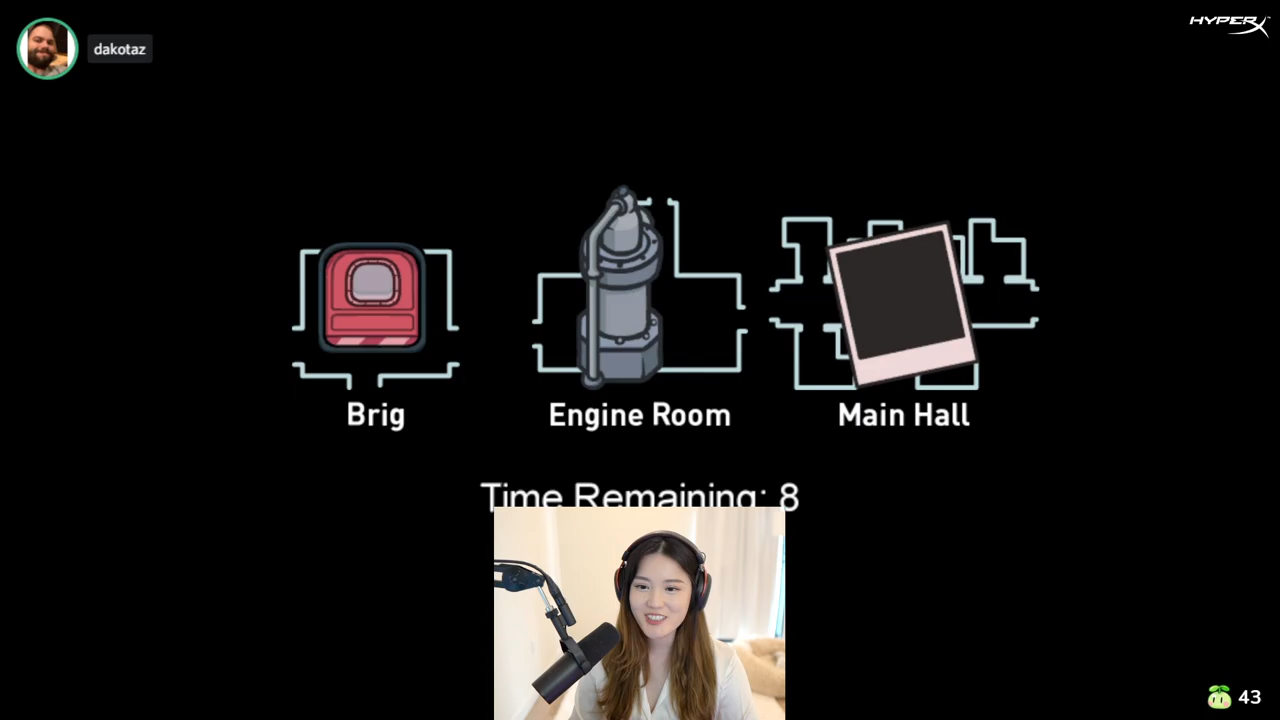 dakotaz
HYPERX
Brig
Engine Room
Main Hall
Time Remaining: 8
43